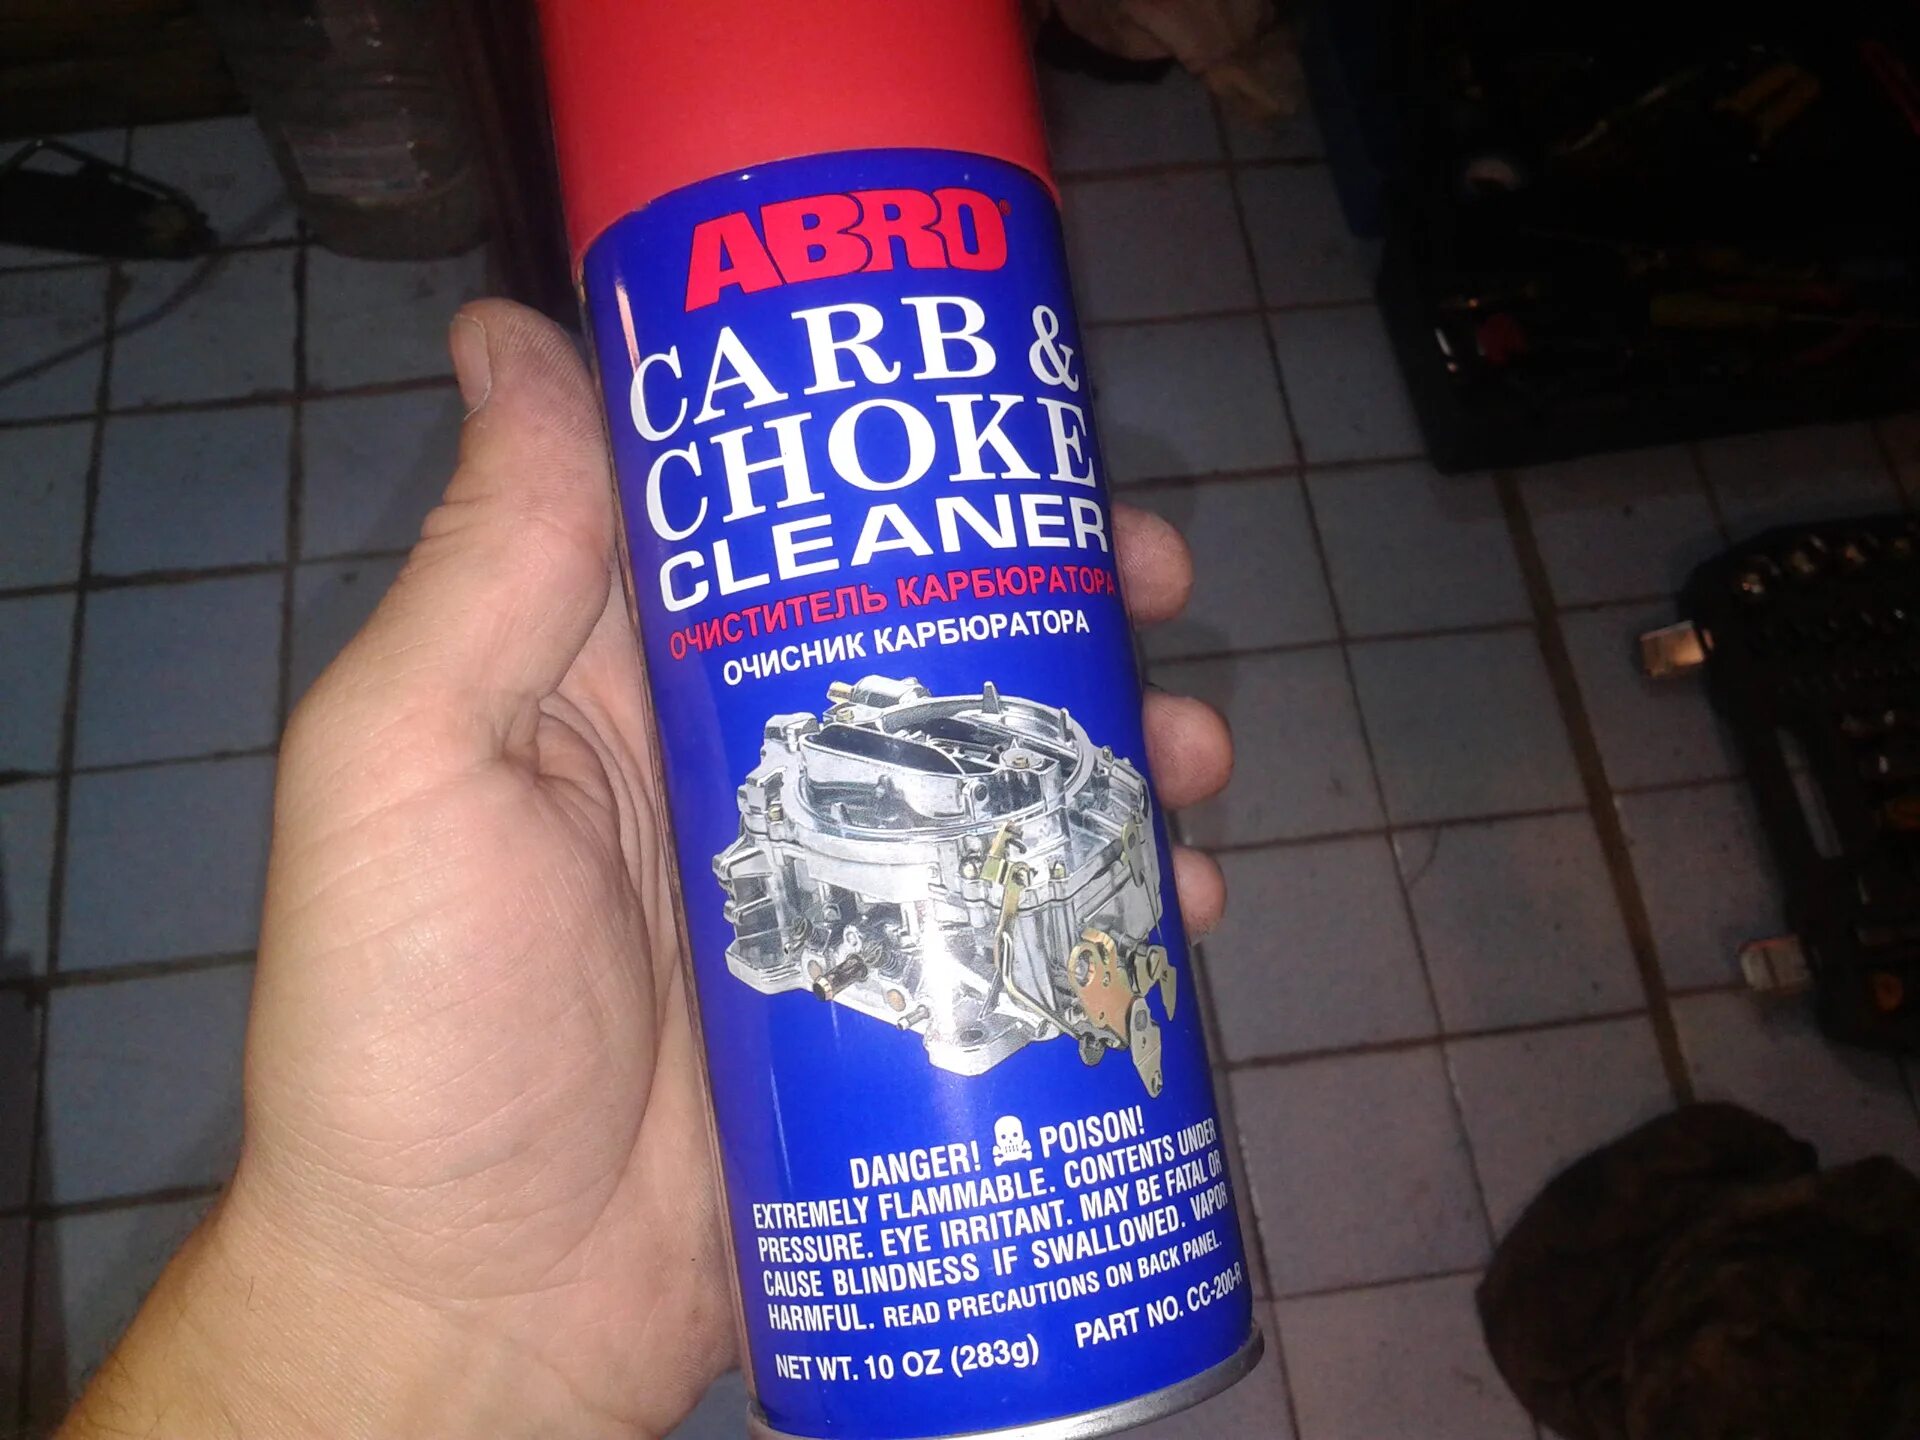 ABRO®
CARB &
CHOKE
CLEANER
ОЧИСТИТЕЛЬ КАРБЮРАТОРА
ОЧИСНИК КАРБЮРАТОРА
DANGER! POISON!
EXTREMELY FLAMMABLE. CONTENTS UNDER
PRESSURE. EYE IRRITANT. MAY BE FATAL OR
CAUSE BLINDNESS IF SWALLOWED. VAPOR
HARMFUL. READ PRECAUTIONS ON BACK PANEL.
NET WT. 10 OZ (283g) PART NO. CC-200-R